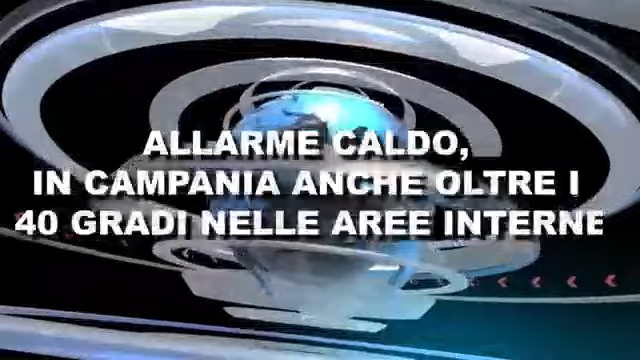 ALLARME CALDO,
IN CAMPANIA ANCHE OLTRE I
40 GRADI NELLE AREE INTERNE